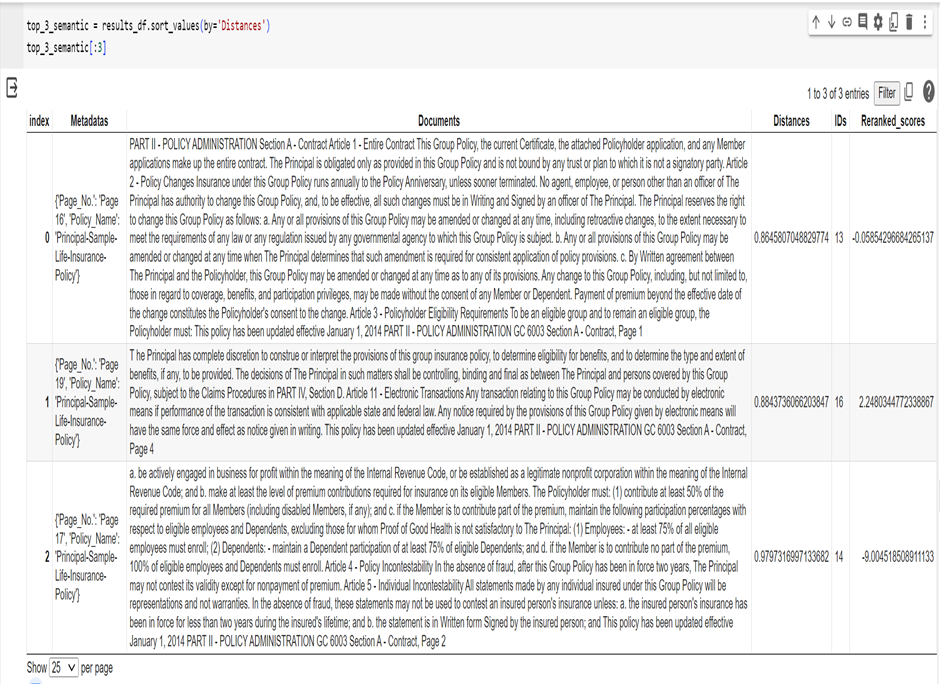 top_3_semantic = results_df.sort_values(by='Distances')
top_3_semantic[:3]
1 to 3 of 3 entries Filter
index Metadatas Documents Distances IDs Reranked_scores
0
{'Page_No.': 'Page
16', 'Policy_Name':
'Principal-Sample-
Life-Insurance-
Policy'}
PART II - POLICY ADMINISTRATION Section A - Contract Article 1 - Entire Contract This Group Policy, the current Certificate, the attached Policyholder application, and any Member
applications make up the entire contract. The Principal is obligated only as provided in this Group Policy and is not bound by any trust or plan to which it is not a signatory party. Article
2 - Policy Changes Insurance under this Group Policy runs annually to the Policy Anniversary, unless sooner terminated. No agent, employee, or person other than an officer of The
Principal has authority to change this Group Policy, and, to be effective, all such changes must be in Writing and Signed by an officer of The Principal. The Principal reserves the right
to change this Group Policy as follows: a. Any or all provisions of this Group Policy may be amended or changed at any time, including retroactive changes, to the extent necessary to
meet the requirements of any law or any regulation issued by any governmental agency to which this Group Policy is subject. b. Any or all provisions of this Group Policy may be
amended or changed at any time when The Principal determines that such amendment is required for consistent application of policy provisions. c. By Written agreement between
The Principal and the Policyholder, this Group Policy may be amended or changed at any time as to any of its provisions. Any change to this Group Policy, including, but not limited to,
those in regard to coverage, benefits, and participation privileges, may be made without the consent of any Member or Dependent. Payment of premium beyond the effective date of
the change constitutes the Policyholder's consent to the change. Article 3 - Policyholder Eligibility Requirements To be an eligible group and to remain an eligible group, the
Policyholder must: This policy has been updated effective January 1, 2014 PART II - POLICY ADMINISTRATION GC 6003 Section A - Contract, Page 1
0.8645807048829774 13 -0.05854296684265137
1
{'Page_No.': 'Page
19', 'Policy_Name':
'Principal-Sample-
Life-Insurance-
Policy'}
T he Principal has complete discretion to construe or interpret the provisions of this group insurance policy, to determine eligibility for benefits, and to determine the type and extent of
benefits, if any, to be provided. The decisions of The Principal in such matters shall be controlling, binding and final as between The Principal and persons covered by this Group
Policy, subject to the Claims Procedures in PART IV, Section D. Article 11 - Electronic Transactions Any transaction relating to this Group Policy may be conducted by electronic
means if performance of the transaction is consistent with applicable state and federal law. Any notice required by the provisions of this Group Policy given by electronic means will
have the same force and effect as notice given in writing. This policy has been updated effective January 1, 2014 PART II - POLICY ADMINISTRATION GC 6003 Section A - Contract,
Page 4
0.8843736066203847 16 2.2480344772338867
2
{'Page_No.': 'Page
17', 'Policy_Name':
'Principal-Sample-
Life-Insurance-
Policy'}
a. be actively engaged in business for profit within the meaning of the Internal Revenue Code, or be established as a legitimate nonprofit corporation within the meaning of the Internal
Revenue Code; and b. make at least the level of premium contributions required for insurance on its eligible Members. The Policyholder must: (1) contribute at least 50% of the
required premium for all Members (including disabled Members, if any); and c. if the Member is to contribute part of the premium, maintain the following participation percentages with
respect to eligible employees and Dependents, excluding those for whom Proof of Good Health is not satisfactory to The Principal: (1) Employees: - at least 75% of all eligible
employees must enroll; (2) Dependents: - maintain a Dependent participation of at least 75% of eligible Dependents; and d. if the Member is to contribute no part of the premium,
100% of eligible employees and Dependents must enroll. Article 4 - Policy Incontestability In the absence of fraud, after this Group Policy has been in force two years, The Principal
may not contest its validity except for nonpayment of premium. Article 5 - Individual Incontestability All statements made by any individual insured under this Group Policy will be
representations and not warranties. In the absence of fraud, these statements may not be used to contest an insured person's insurance unless: a. the insured person's insurance has
been in force for less than two years during the insured's lifetime; and b. the statement is in Written form Signed by the insured person; and This policy has been updated effective
January 1, 2014 PART II - POLICY ADMINISTRATION GC 6003 Section A - Contract, Page 2
0.9797316997133682 14 -9.004518508911133
Show 25 per page